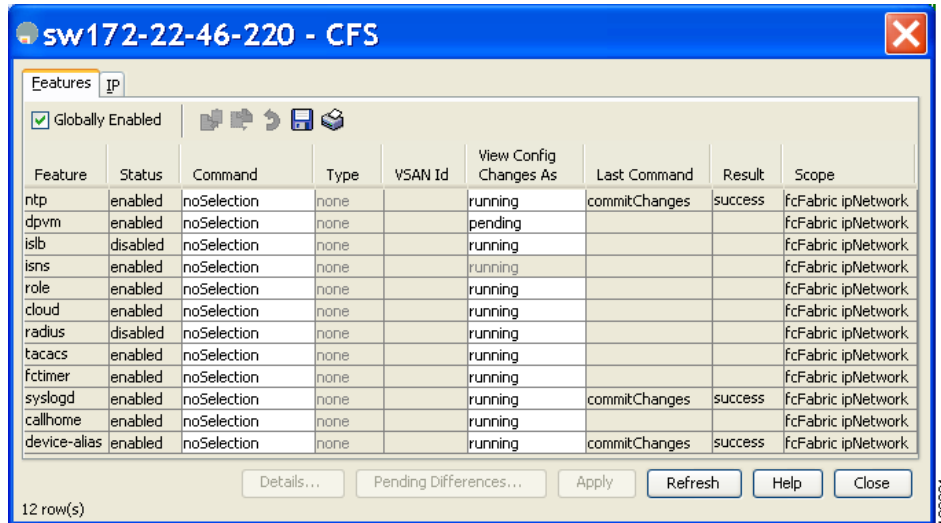 sw172-22-46-220 - CFS
Features IP
Globally Enabled
View Config
Feature Status Command Type VSAN Id Changes As Last Command Result Scope
ntp enabled noSelection none running commitChanges success fcFabric ipNetwork
dpvm enabled noSelection none pending fcFabric ipNetwork
islb disabled noSelection none running fcFabric ipNetwork
isns enabled noSelection none running fcFabric ipNetwork
role enabled noSelection none running fcFabric ipNetwork
cloud enabled noSelection none running fcFabric ipNetwork
radius disabled noSelection none running fcFabric ipNetwork
tacacs enabled noSelection none running fcFabric ipNetwork
fctimer enabled noSelection none running fcFabric ipNetwork
syslogd enabled noSelection none running commitChanges success fcFabric ipNetwork
callhome enabled noSelection none running fcFabric ipNetwork
device-alias enabled noSelection none running commitChanges success fcFabric ipNetwork
Details... Pending Differences... Apply Refresh Help Close
12 row(s)